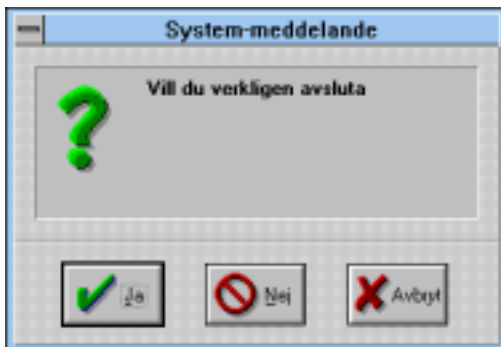 System-meddelande
Vill du verkligen avsluta
Ja
Nej
Avbryt